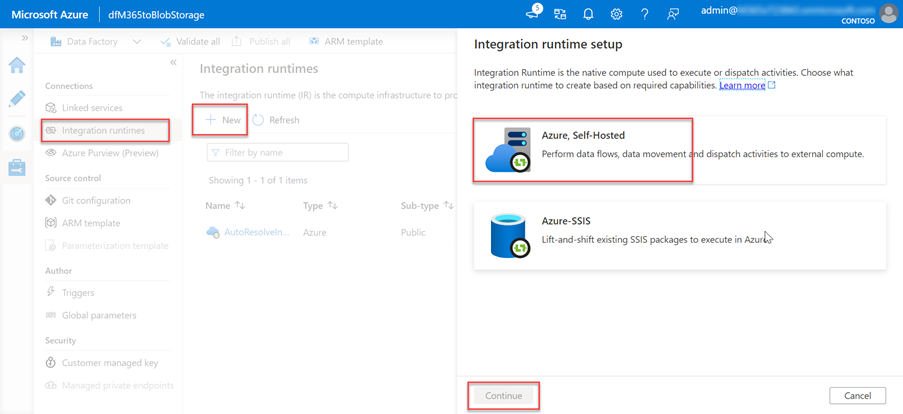 Microsoft Azure | dfM365toBlobStorage
5
admin@
CONTOSO
»
Data Factory
Validate all
Publish all
ARM template
«
Connections
Linked services
Integration runtimes
Azure Purview (Preview)
Source control
Git configuration
ARM template
Parameterization template
Author
Triggers
Global parameters
Security
Customer managed key
Managed private endpoints
Integration runtimes
The integration runtime (IR) is the compute infrastructure to pro
New
Refresh
Filter by name
Showing 1 - 1 of 1 items
Name Type Sub-type
AutoResolveIn... Azure Public
Integration runtime setup
Integration Runtime is the native compute used to execute or dispatch activities. Choose what
integration runtime to create based on required capabilities. Learn more
Azure, Self-Hosted
Perform data flows, data movement and dispatch activities to external compute.
Azure-SSIS
Lift-and-shift existing SSIS packages to execute in Azure.
Continue
Cancel